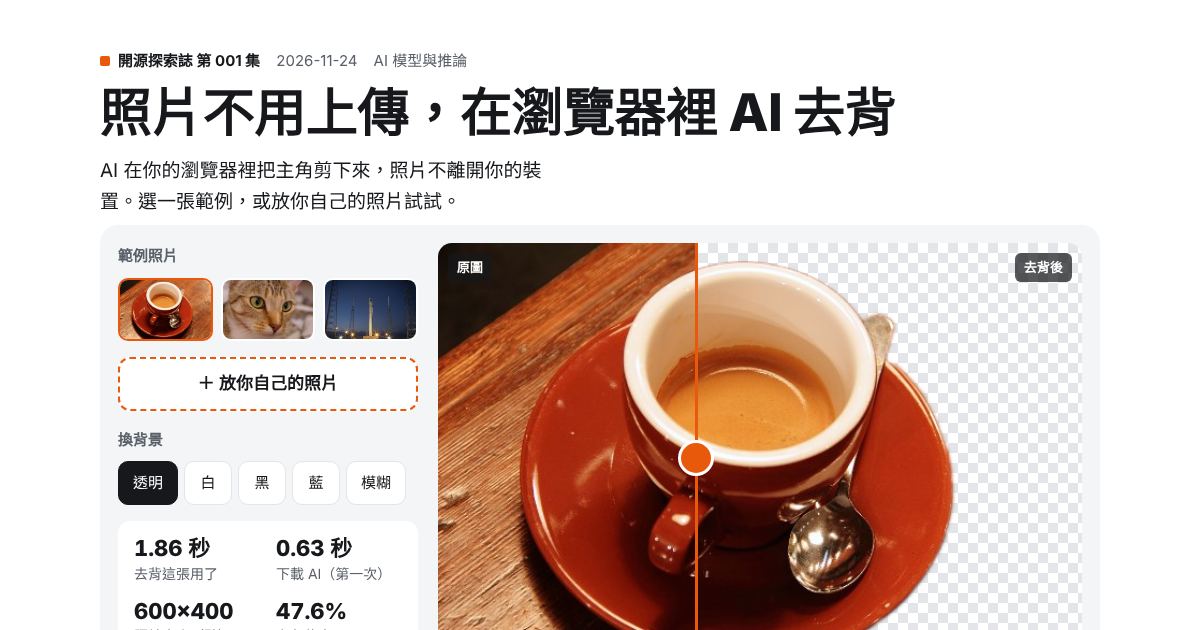 開源探索誌 第 001 集 2026-11-24 AI 模型與推論
照片不用上傳，在瀏覽器裡 AI 去背
AI 在你的瀏覽器裡把主角剪下來，照片不離開你的裝
置。選一張範例，或放你自己的照片試試。
範例照片
＋ 放你自己的照片
換背景
透明 白 黑 藍 模糊
1.86 秒 0.63 秒
去背這張用了 下載 AI（第一次）
600×400 47.6%
原圖 去背後